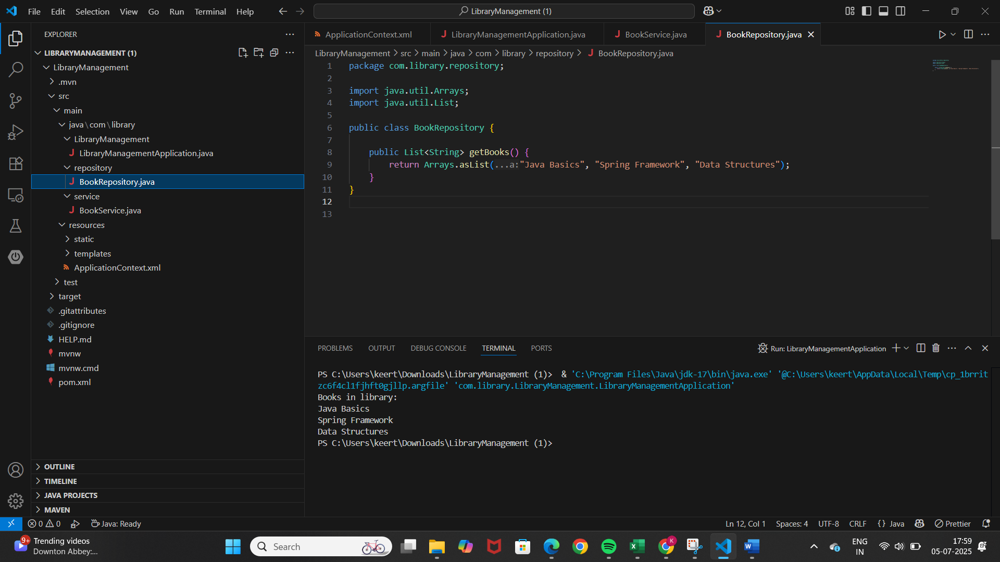 File Edit Selection View Go Run Terminal Help
LibraryManagement (1)
EXPLORER
LIBRARYMANAGEMENT (1)
LibraryManagement
.mvn
src
main
java\com\library
LibraryManagement
LibraryManagementApplication.java
repository
BookRepository.java
service
BookService.java
resources
static
templates
ApplicationContext.xml
test
target
.gitattributes
.gitignore
HELP.md
mvnw
mvnw.cmd
pom.xml
OUTLINE
TIMELINE
JAVA PROJECTS
MAVEN
ApplicationContext.xml LibraryManagementApplication.java BookService.java BookRepository.java
LibraryManagement > src > main > java > com > library > repository > BookRepository.java
1 package com.library.repository;
2
3 import java.util.Arrays;
4 import java.util.List;
5
6 public class BookRepository {
7
8 public List<String> getBooks() {
9 return Arrays.asList(...a:"Java Basics", "Spring Framework", "Data Structures");
10 }
11 }
12
13
PROBLEMS OUTPUT DEBUG CONSOLE TERMINAL PORTS
Run: LibraryManagementApplication
PS C:\Users\keert\Downloads\LibraryManagement (1)> & 'C:\Program Files\Java\jdk-17\bin\java.exe' '@C:\Users\keert\AppData\Local\Temp\cp_1brrit
zc6f4cl1fjhft0gjllp.argfile' 'com.library.LibraryManagement.LibraryManagementApplication'
Books in library:
Java Basics
Spring Framework
Data Structures
PS C:\Users\keert\Downloads\LibraryManagement (1)>
0 0 Java: Ready
Ln 12, Col 1 Spaces: 4 UTF-8 CRLF {} Java Prettier
9+
Trending videos
Downton Abbey:...
Search
K
ENG
IN
17:59
05-07-2025